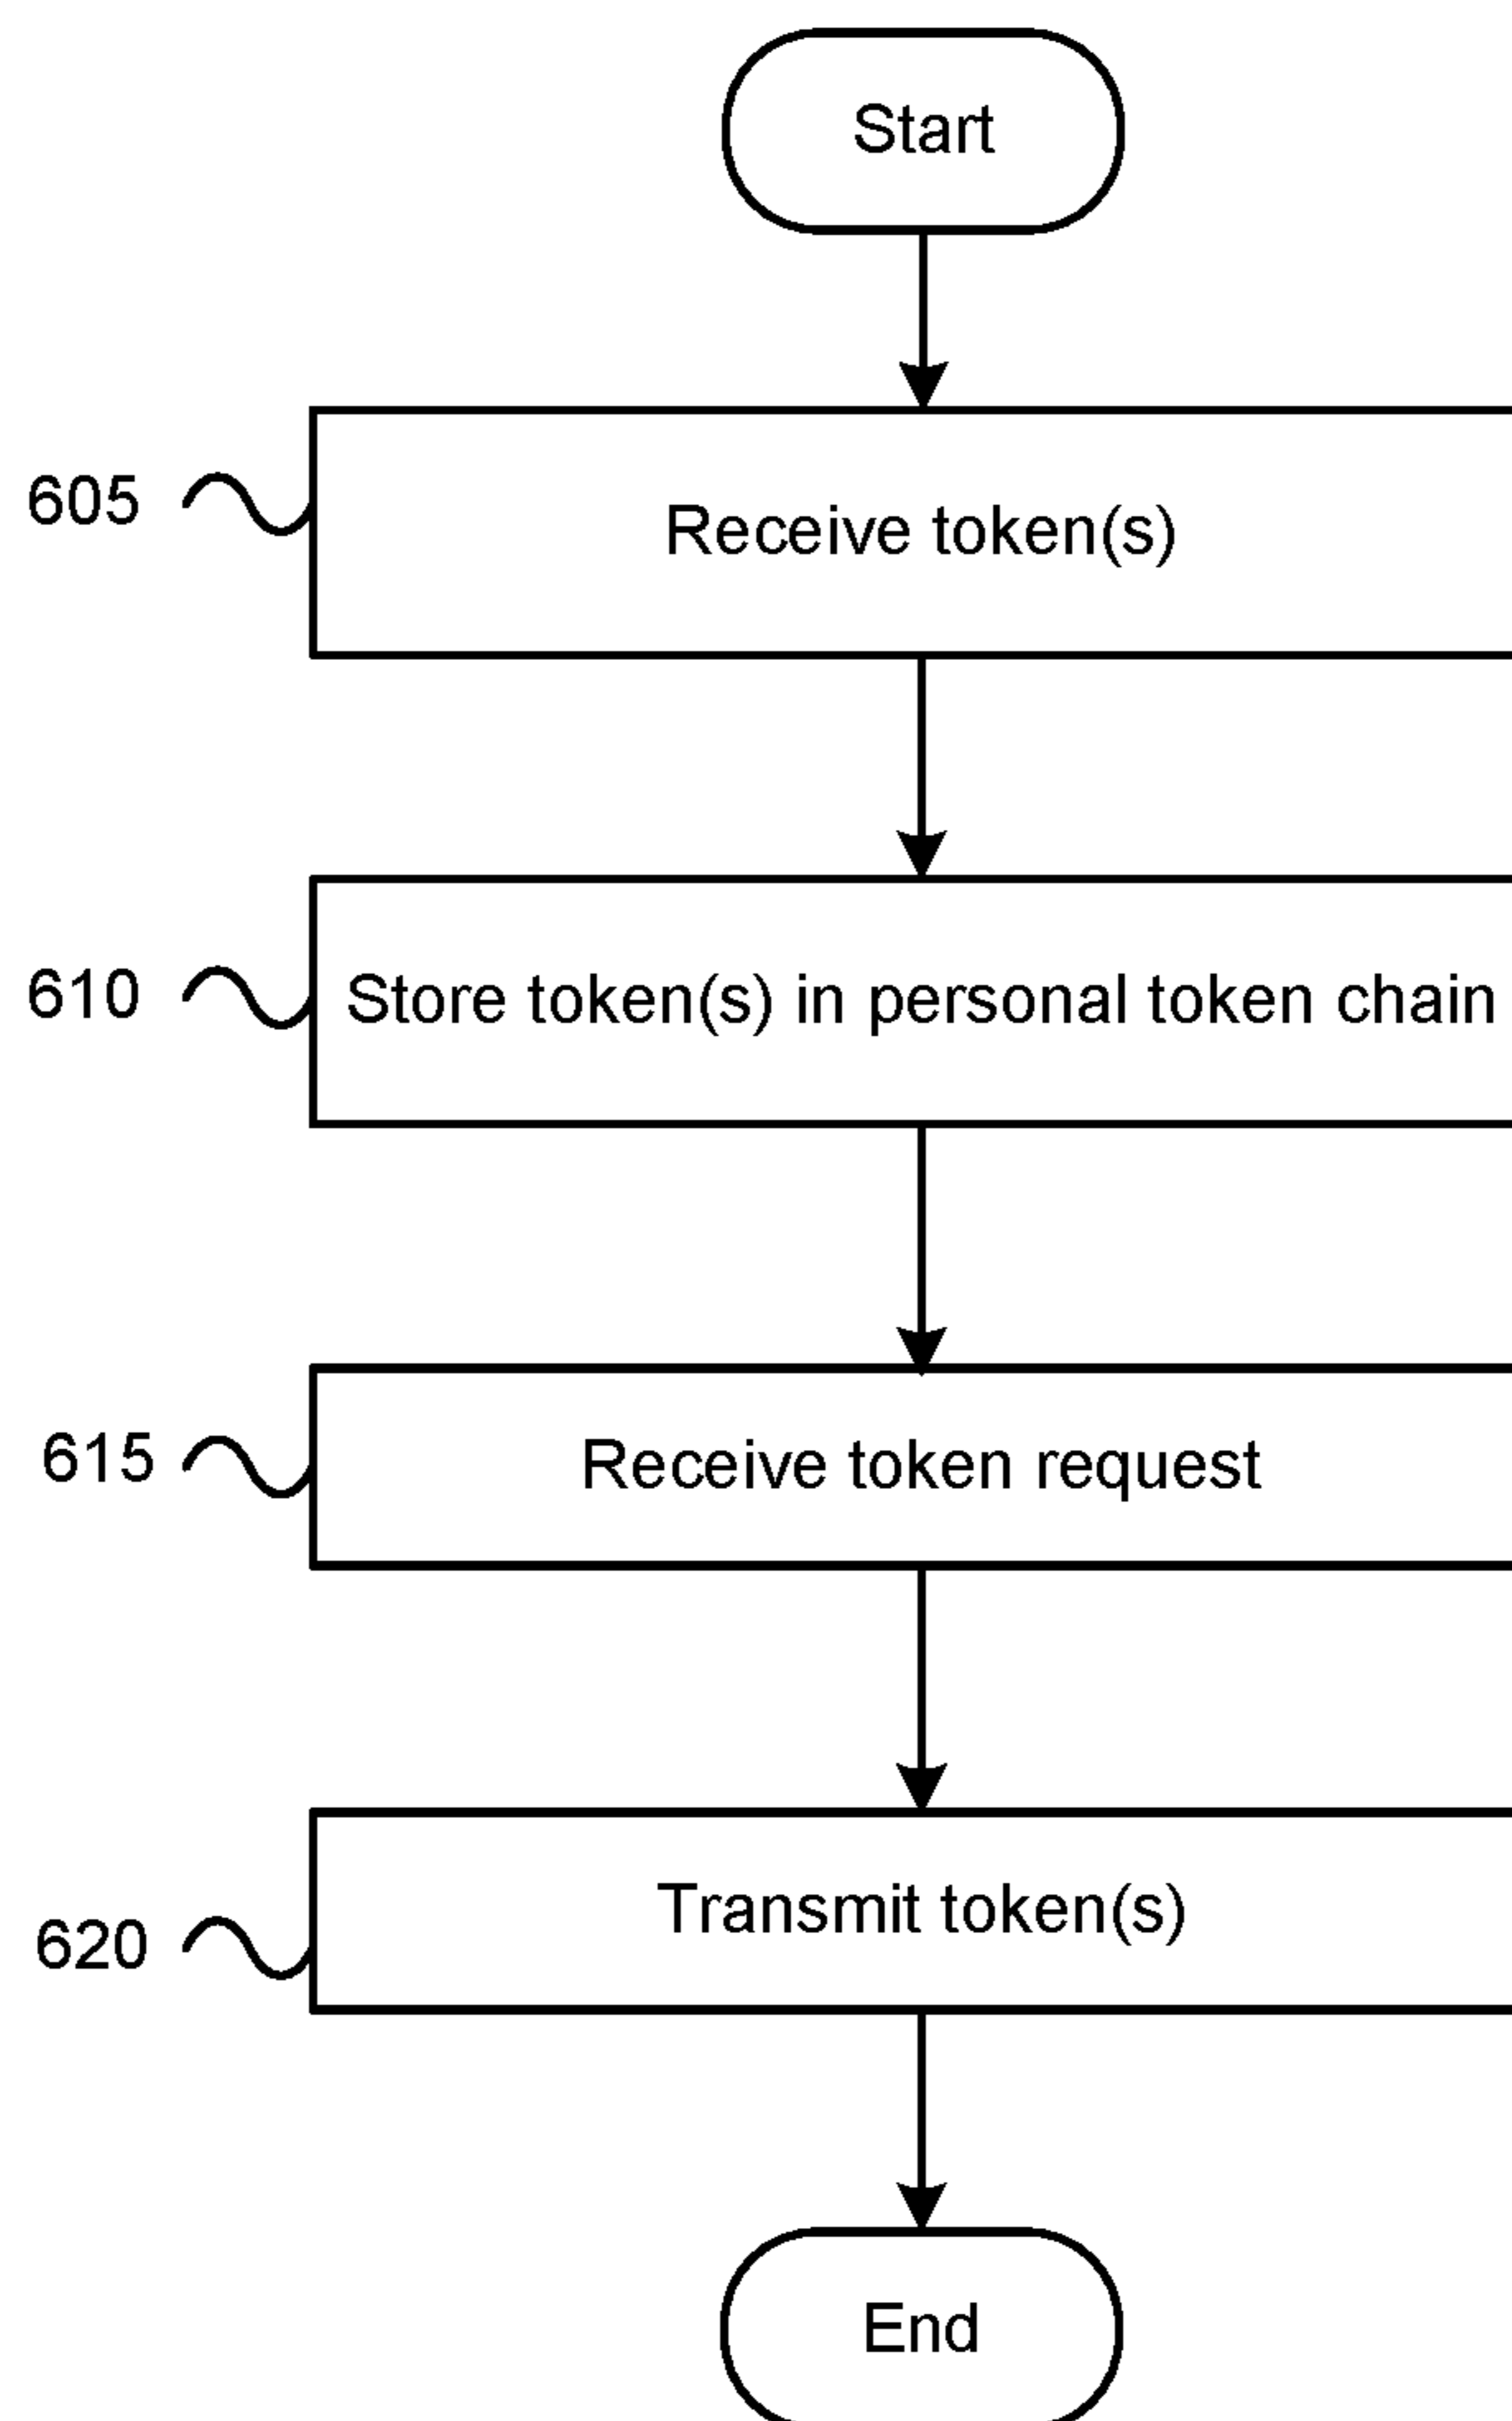 Start
605
Receive token(s)
610
Store token(s) in personal token chain
615
Receive token request
620
Transmit token(s)
End